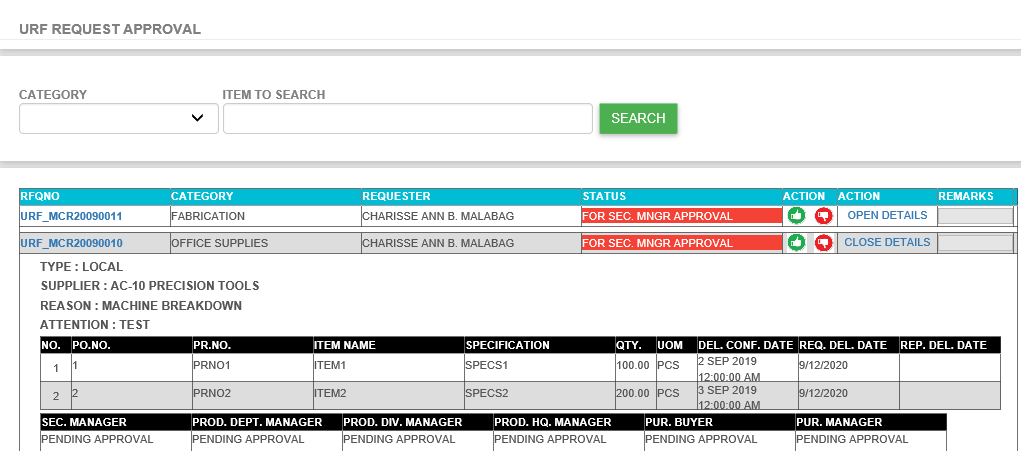 URF REQUEST APPROVAL
CATEGORY ITEM TO SEARCH
SEARCH
RFQNO CATEGORY REQUESTER STATUS ACTION ACTION REMARKS
URF_MCR20090011 FABRICATION CHARISSE ANN B. MALABAG FOR SEC. MNGR APPROVAL OPEN DETAILS
URF_MCR20090010 OFFICE SUPPLIES CHARISSE ANN B. MALABAG FOR SEC. MNGR APPROVAL CLOSE DETAILS
TYPE : LOCAL
SUPPLIER : AC-10 PRECISION TOOLS
REASON : MACHINE BREAKDOWN
ATTENTION : TEST
NO. PO.NO. PR.NO. ITEM NAME SPECIFICATION QTY. UOM DEL. CONF. DATE REQ. DEL. DATE REP. DEL. DATE
1 1 PRNO1 ITEM1 SPECS1 100.00 PCS 2 SEP 2019 12:00:00 AM 9/12/2020
2 2 PRNO2 ITEM2 SPECS2 200.00 PCS 3 SEP 2019 12:00:00 AM 9/12/2020
SEC. MANAGER PROD. DEPT. MANAGER PROD. DIV. MANAGER PROD. HQ. MANAGER PUR. BUYER PUR. MANAGER
PENDING APPROVAL PENDING APPROVAL PENDING APPROVAL PENDING APPROVAL PENDING APPROVAL PENDING APPROVAL